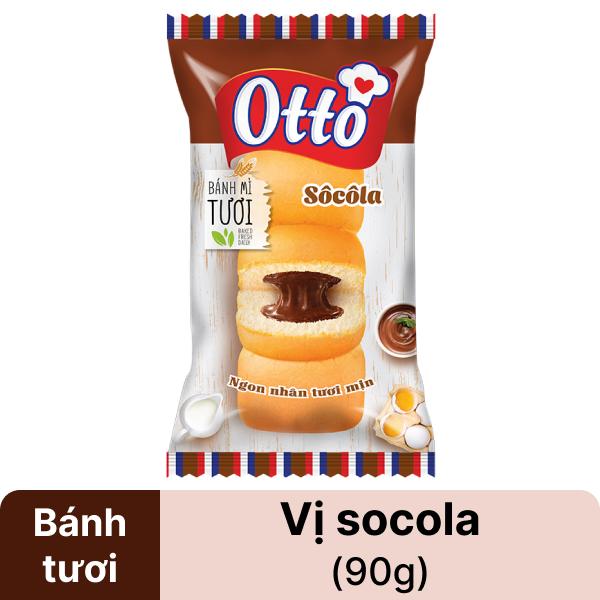 Otto
BÁNH MÌ
TƯƠI
BAKED
FRESH
DAILY
Sôcôla
Ngon nhân tươi mịn
Bánh
tươi
Vị socola
(90g)